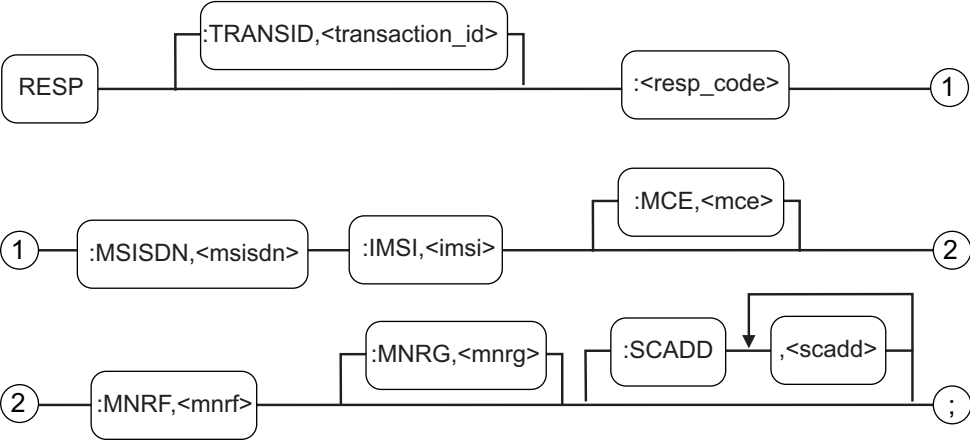 :TRANSID,<transaction_id>
RESP
:<resp_code>
1
1
:MSISDN,<msisdn>
:IMSI,<imsi>
:MCE,<mce>
2
2
:MNRF,<mnrf>
:MNRG,<mnrg>
:SCADD
,<scadd>
;